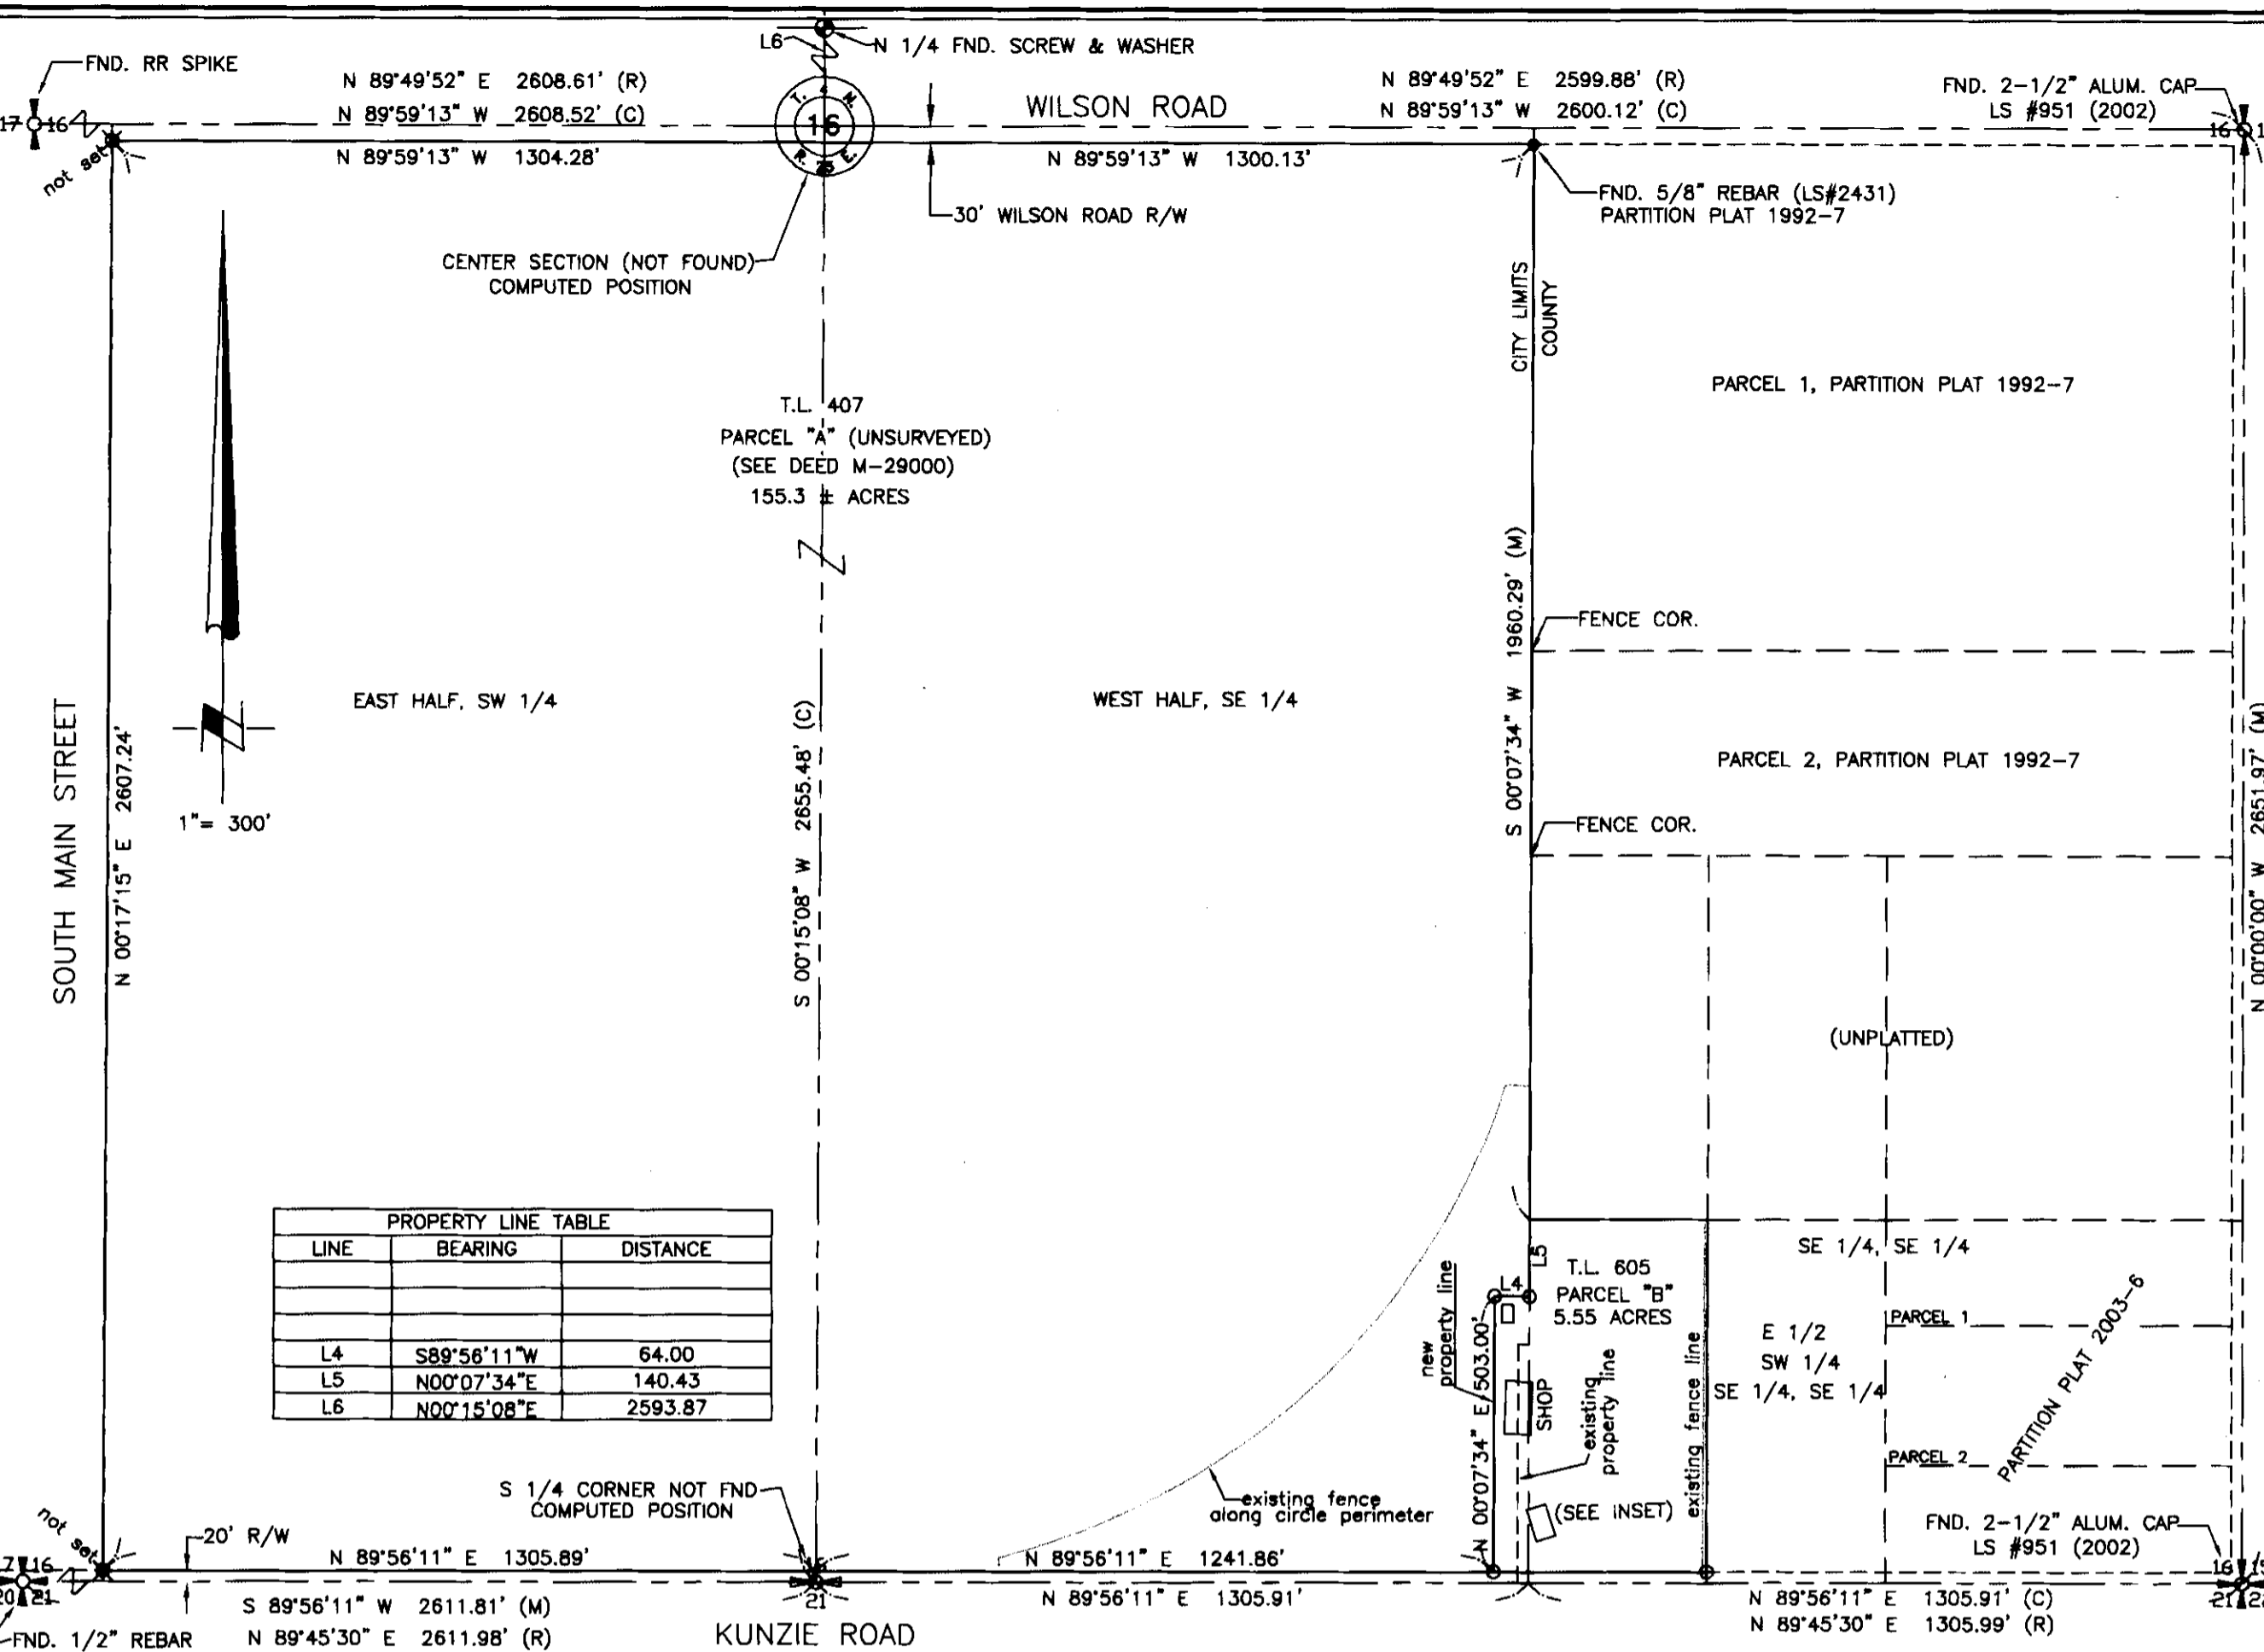 FND. RR SPIKE
N 89°49'52" E 2608.61' (R)
N 89°59'13" W 2608.52' (C)
17
16
not set
N 89°59'13" W 1304.28'
L6
N 1/4 FND. SCREW & WASHER
T. 4 N.
16
R. E.
WILSON ROAD
N 89°49'52" E 2599.88' (R)
N 89°59'13" W 2600.12' (C)
FND. 2-1/2" ALUM. CAP
LS #951 (2002)
16
N 89°59'13" W 1300.13'
30' WILSON ROAD R/W
FND. 5/8" REBAR (LS#2431)
PARTITION PLAT 1992-7
CENTER SECTION (NOT FOUND)
COMPUTED POSITION
CITY LIMITS
COUNTY
PARCEL 1, PARTITION PLAT 1992-7
T.L. 407
PARCEL "A" (UNSURVEYED)
(SEE DEED M-29000)
155.3 ± ACRES
S 00°07'34" W 1960.29' (M)
FENCE COR.
EAST HALF, SW 1/4
WEST HALF, SE 1/4
PARCEL 2, PARTITION PLAT 1992-7
FENCE COR.
SOUTH MAIN STREET
N 00°17'15" E 2607.24'
1"= 300'
S 00°15'08" W 2655.48' (C)
N 00°00'00" W 2651.97' (M)
(UNPLATTED)
PROPERTY LINE TABLE
LINE BEARING DISTANCE
L4 S89°56'11"W 64.00
L5 N00°07'34"E 140.43
L6 N00°15'08"E 2593.87
L5
L4
T.L. 605
PARCEL "B"
5.55 ACRES
new
property line
N 00°07'34" E 503.00'
SHOP
existing
property line
existing fence line
(SEE INSET)
SE 1/4, SE 1/4
E 1/2
SW 1/4
SE 1/4, SE 1/4
PARCEL 1
PARCEL 2
PARTITION PLAT 2003-6
FND. 2-1/2" ALUM. CAP
LS #951 (2002)
S 1/4 CORNER NOT FND
COMPUTED POSITION
existing fence
along circle perimeter
not set
20' R/W
N 89°56'11" E 1305.89'
N 89°56'11" E 1241.86'
7 16
20 21
21
16 15
21 22
S 89°56'11" W 2611.81' (M)
N 89°45'30" E 2611.98' (R)
FND. 1/2" REBAR
KUNZIE ROAD
N 89°56'11" E 1305.91'
N 89°56'11" E 1305.91' (C)
N 89°45'30" E 1305.99' (R)